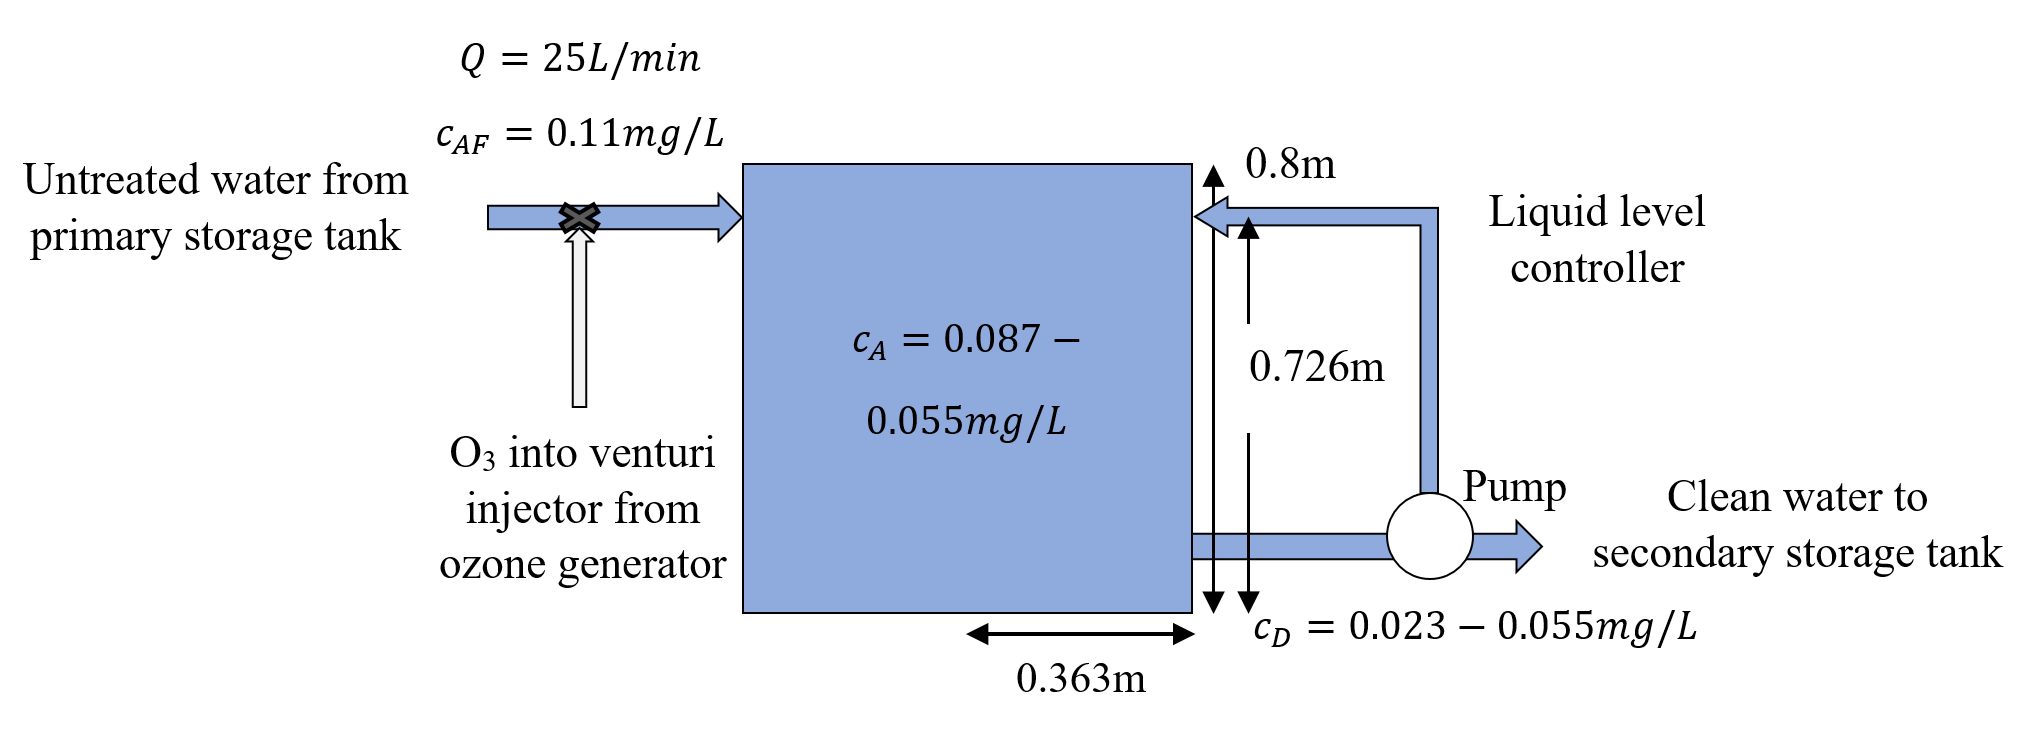 Q = 25L/min
c_AF = 0.11mg/L
Untreated water from
primary storage tank
O₃ into venturi
injector from
ozone generator
c_A = 0.087 −
0.055mg/L
0.8m
0.726m
Liquid level
controller
Pump
Clean water to
secondary storage tank
c_D = 0.023 − 0.055mg/L
0.363m